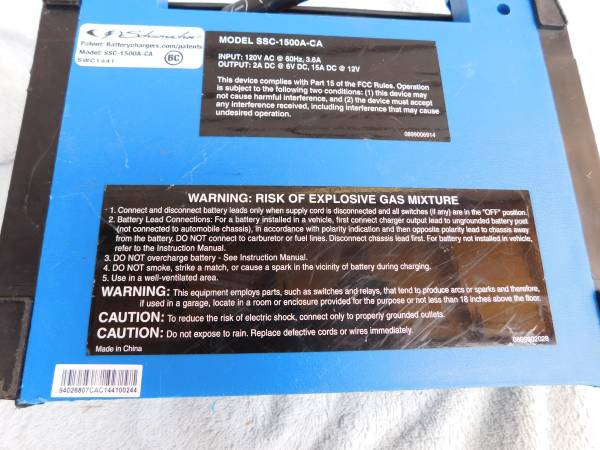 Schumacher
Patent: Batterychargers.com/patents
Model: SSC-1500A-CA
SWC1441
BC
MODEL SSC-1500A-CA
INPUT: 120V AC @ 60Hz, 3.6A
OUTPUT: 2A DC @ 6V DC, 15A DC @ 12V
This device complies with Part 15 of the FCC Rules. Operation
is subject to the following two conditions: (1) this device may
not cause harmful interference, and (2) the device must accept
any interference received, including interference that may cause
undesired operation.
0899006914
WARNING: RISK OF EXPLOSIVE GAS MIXTURE
1. Connect and disconnect battery leads only when supply cord is disconnected and all switches (if any) are in the "OFF" position.
2. Battery Lead Connections: For a battery installed in a vehicle, first connect charger output lead to ungrounded battery post
(not connected to automobile chassis), in accordance with polarity indication and then opposite polarity lead to chassis away
from the battery. DO NOT connect to carburetor or fuel lines. Disconnect chassis lead first. For battery not installed in vehicle,
refer to the Instruction Manual.
3. DO NOT overcharge battery - See Instruction Manual.
4. DO NOT smoke, strike a match, or cause a spark in the vicinity of battery during charging.
5. Use in a well-ventilated area.
WARNING: This equipment employs parts, such as switches and relays, that tend to produce arcs or sparks and therefore,
if used in a garage, locate in a room or enclosure provided for the purpose or not less than 18 inches above the floor.
CAUTION: To reduce the risk of electric shock, connect only to properly grounded outlets.
CAUTION: Do not expose to rain. Replace defective cords or wires immediately.
Made in China
94026807CAC144100244